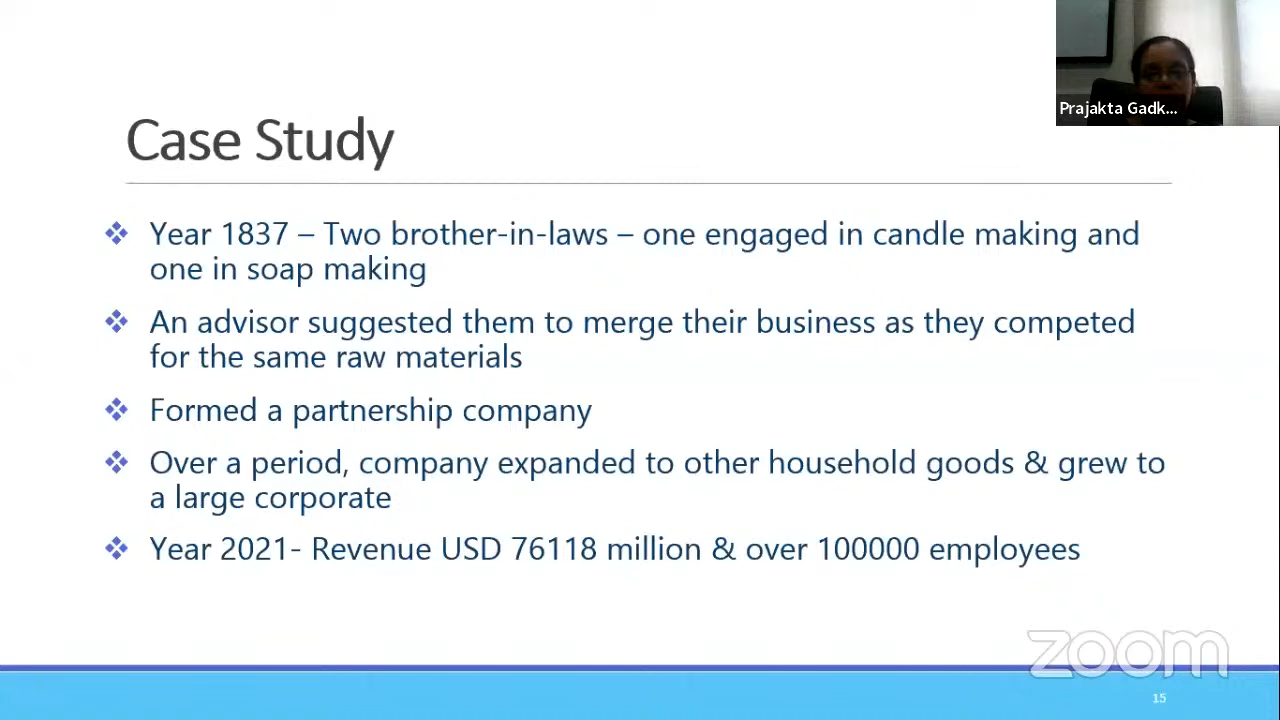 Prajakta Gadk...
Case Study
Year 1837 – Two brother-in-laws – one engaged in candle making and
one in soap making
An advisor suggested them to merge their business as they competed
for the same raw materials
Formed a partnership company
Over a period, company expanded to other household goods & grew to
a large corporate
Year 2021- Revenue USD 76118 million & over 100000 employees
zoom
15